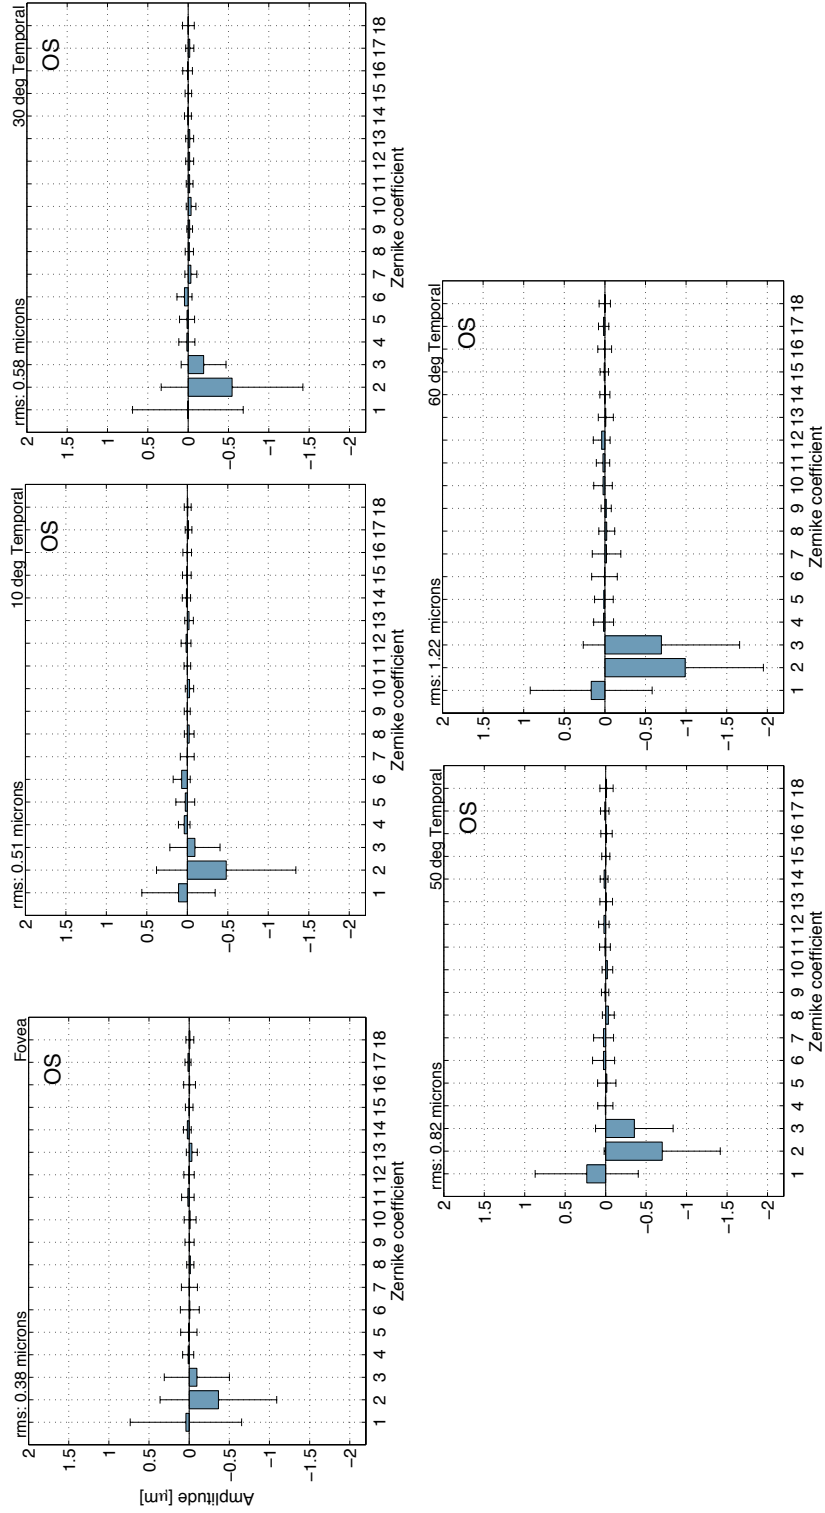 rms: 0.38 microns
Fovea
OS
2
1.5
1
0.5
0
−0.5
−1
−1.5
−2
Amplitude [µm]
1 2 3 4 5 6 7 8 9 10 11 12 13 14 15 16 17 18
Zernike coefficient
rms: 0.51 microns
10 deg Temporal
OS
2
1.5
1
0.5
0
−0.5
−1
−1.5
−2
1 2 3 4 5 6 7 8 9 10 11 12 13 14 15 16 17 18
Zernike coefficient
rms: 0.58 microns
30 deg Temporal
OS
2
1.5
1
0.5
0
−0.5
−1
−1.5
−2
1 2 3 4 5 6 7 8 9 10 11 12 13 14 15 16 17 18
Zernike coefficient
rms: 0.82 microns
50 deg Temporal
OS
2
1.5
1
0.5
0
−0.5
−1
−1.5
−2
1 2 3 4 5 6 7 8 9 10 11 12 13 14 15 16 17 18
Zernike coefficient
rms: 1.22 microns
60 deg Temporal
OS
2
1.5
1
0.5
0
−0.5
−1
−1.5
−2
1 2 3 4 5 6 7 8 9 10 11 12 13 14 15 16 17 18
Zernike coefficient